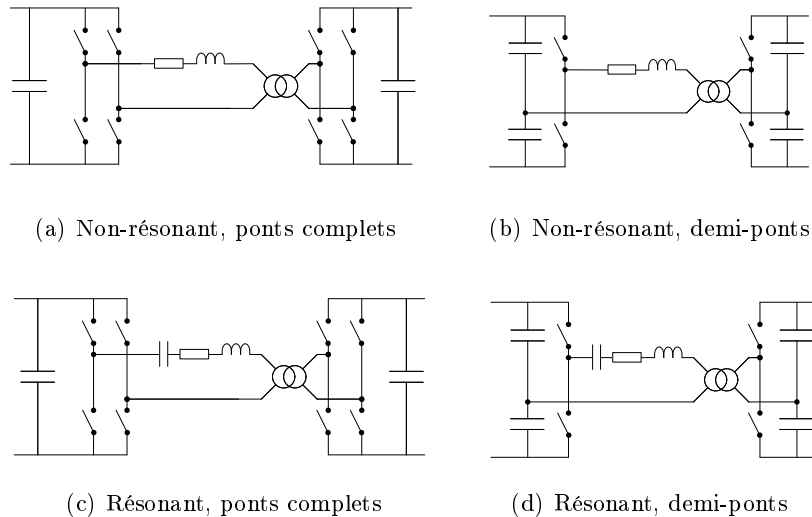 (a) Non-résonant, ponts complets
(b) Non-résonant, demi-ponts
(c) Résonant, ponts complets
(d) Résonant, demi-ponts